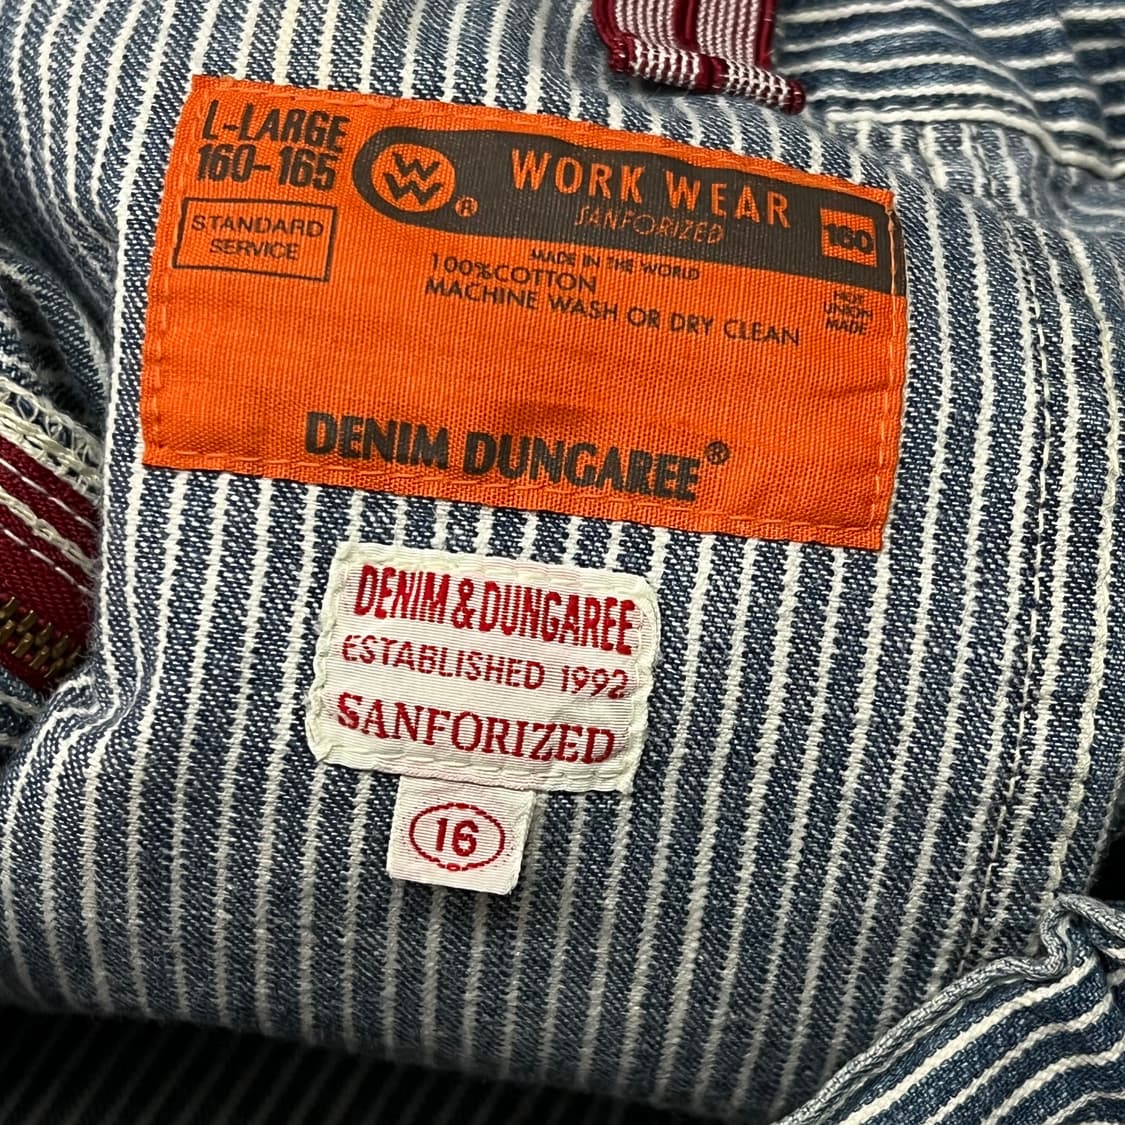 L-LARGE
160-165
STANDARD
SERVICE
WW®
WORK WEAR
SANFORIZED
160
MADE IN THE WORLD
100%COTTON
MACHINE WASH OR DRY CLEAN
UNION
MADE
DENIM DUNGAREE®
DENIM & DUNGAREE
ESTABLISHED 1992
SANFORIZED
16